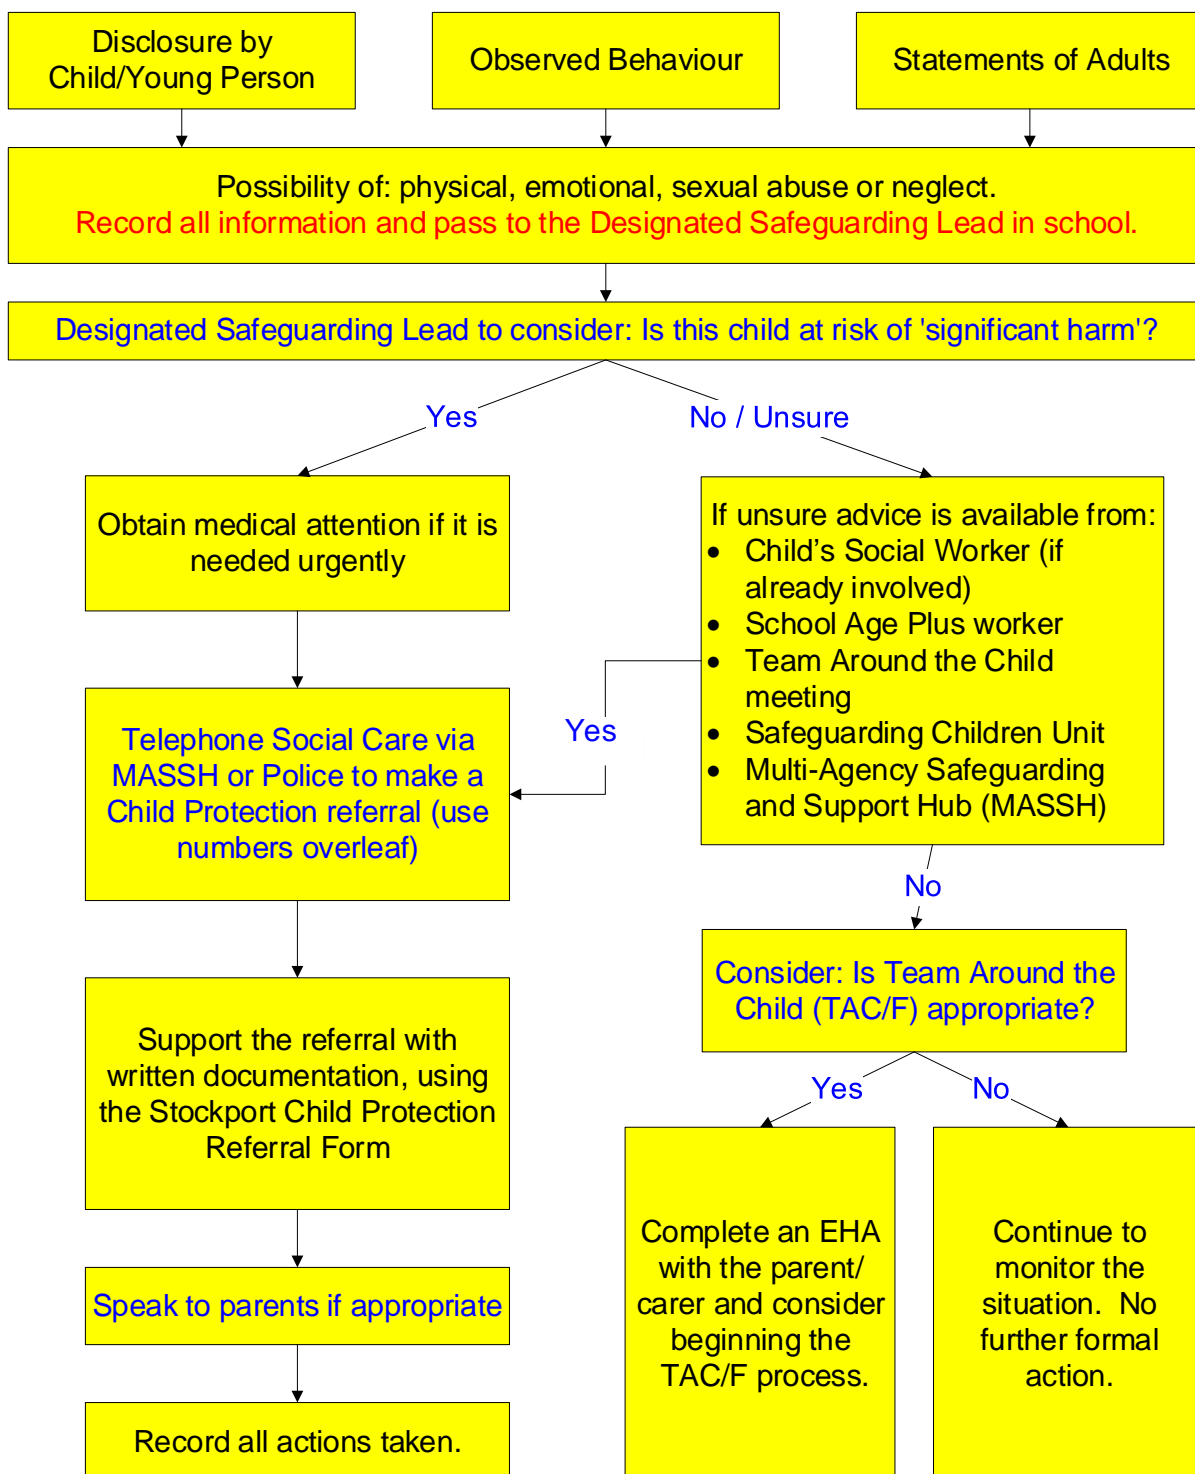 Disclosure by
Child/Young Person
Observed Behaviour
Statements of Adults
Possibility of: physical, emotional, sexual abuse or neglect.
Record all information and pass to the Designated Safeguarding Lead in school.
Designated Safeguarding Lead to consider: Is this child at risk of 'significant harm'?
Yes
No / Unsure
Obtain medical attention if it is
needed urgently
If unsure advice is available from:
• Child’s Social Worker (if
already involved)
• School Age Plus worker
• Team Around the Child
meeting
• Safeguarding Children Unit
• Multi-Agency Safeguarding
and Support Hub (MASSH)
Yes
Telephone Social Care via
MASSH or Police to make a
Child Protection referral (use
numbers overleaf)
No
Consider: Is Team Around the
Child (TAC/F) appropriate?
Support the referral with
written documentation, using
the Stockport Child Protection
Referral Form
Yes
No
Speak to parents if appropriate
Complete an EHA
with the parent/
carer and consider
beginning the
TAC/F process.
Continue to
monitor the
situation. No
further formal
action.
Record all actions taken.